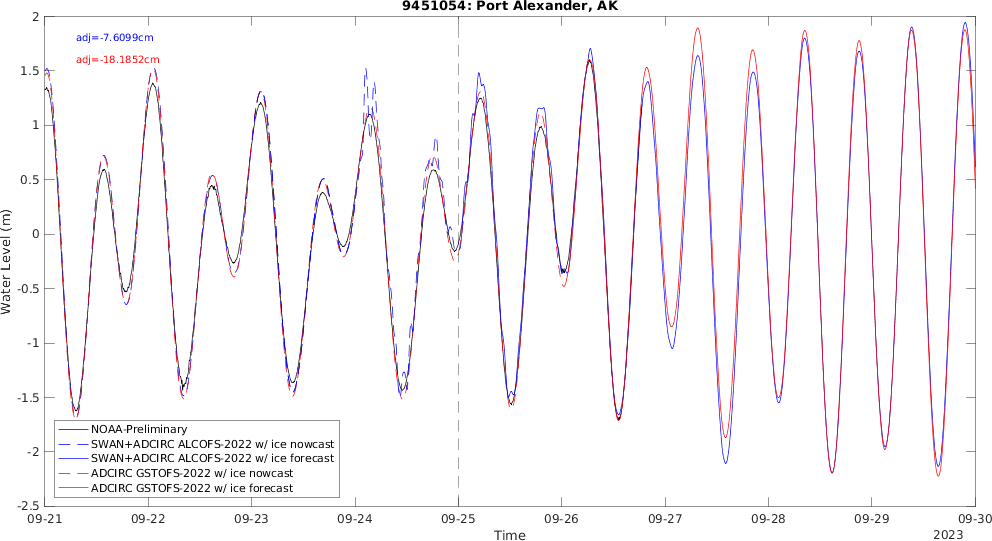 9451054: Port Alexander, AK
adj=-7.6099cm
adj=-18.1852cm
2
1.5
1
0.5
0
-0.5
-1
-1.5
-2
-2.5
Water Level (m)
NOAA-Preliminary
SWAN+ADCIRC ALCOFS-2022 w/ ice nowcast
SWAN+ADCIRC ALCOFS-2022 w/ ice forecast
ADCIRC GSTOFS-2022 w/ ice nowcast
ADCIRC GSTOFS-2022 w/ ice forecast
09-21 09-22 09-23 09-24 09-25 09-26 09-27 09-28 09-29 09-30
Time
2023